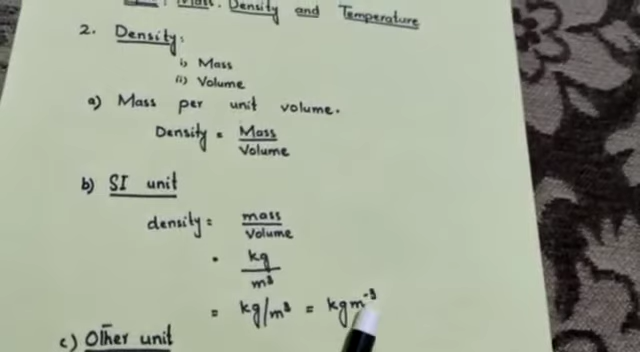 Mass, Density and Temperature
2. Density:
i) Mass
ii) Volume
a) Mass per unit volume.
Density = Mass
Volume
b) SI unit
density = mass
Volume
= kg
m³
= kg/m³ = kgm⁻³
c) Other unit